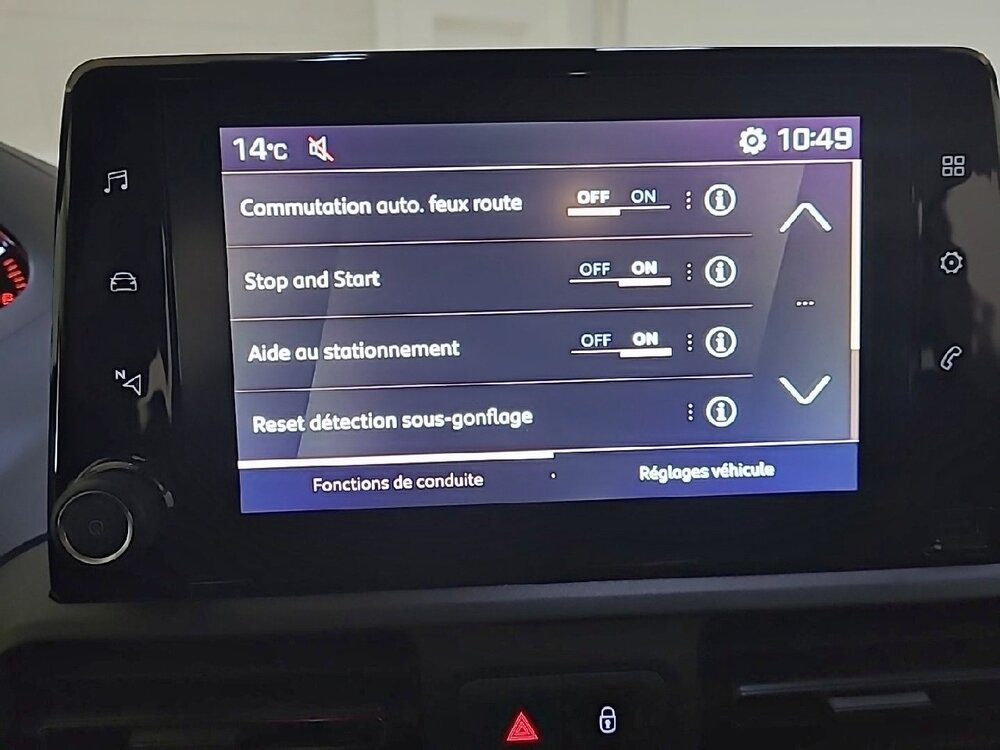 14°C 10:49
Commutation auto. feux route OFF ON
Stop and Start OFF ON
Aide au stationnement OFF ON
Reset détection sous-gonflage
Fonctions de conduite Réglages véhicule
N